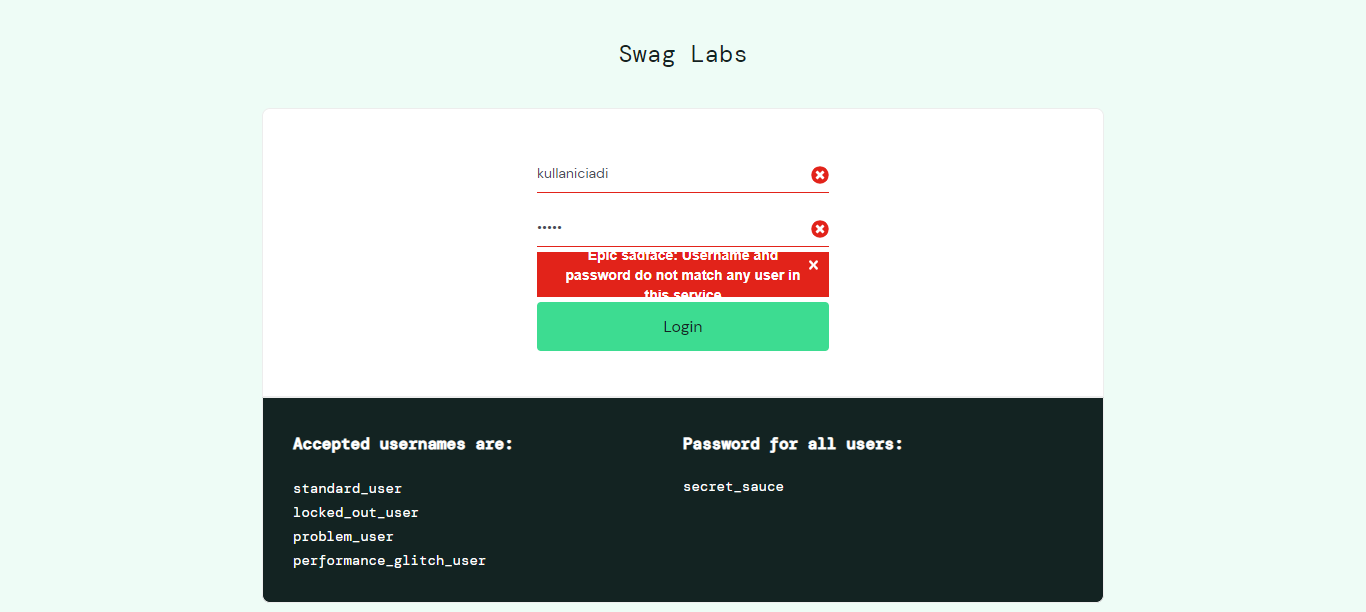 Swag Labs
kullaniciadi
•••••
Epic sadface: Username and
password do not match any user in
this service
Login
Accepted usernames are:
standard_user
locked_out_user
problem_user
performance_glitch_user
Password for all users:
secret_sauce